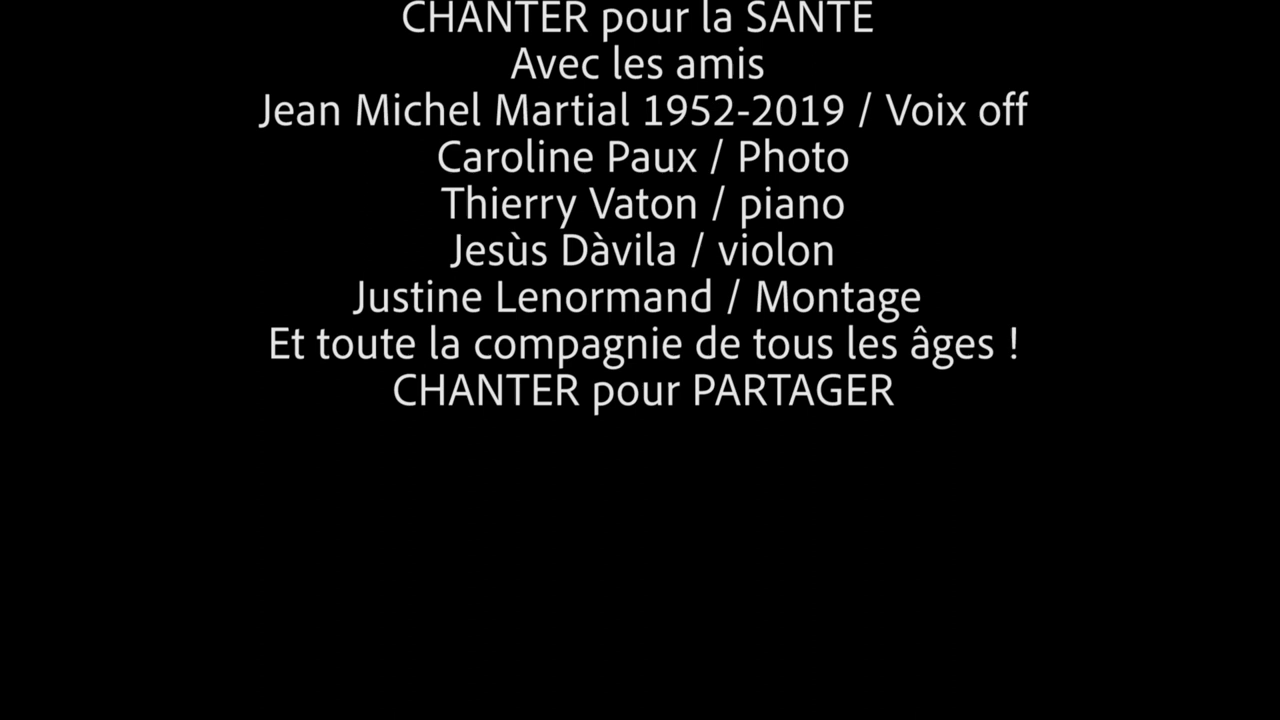 CHANTER pour la SANTE
Avec les amis
Jean Michel Martial 1952-2019 / Voix off
Caroline Paux / Photo
Thierry Vaton / piano
Jesùs Dàvila / violon
Justine Lenormand / Montage
Et toute la compagnie de tous les âges !
CHANTER pour PARTAGER